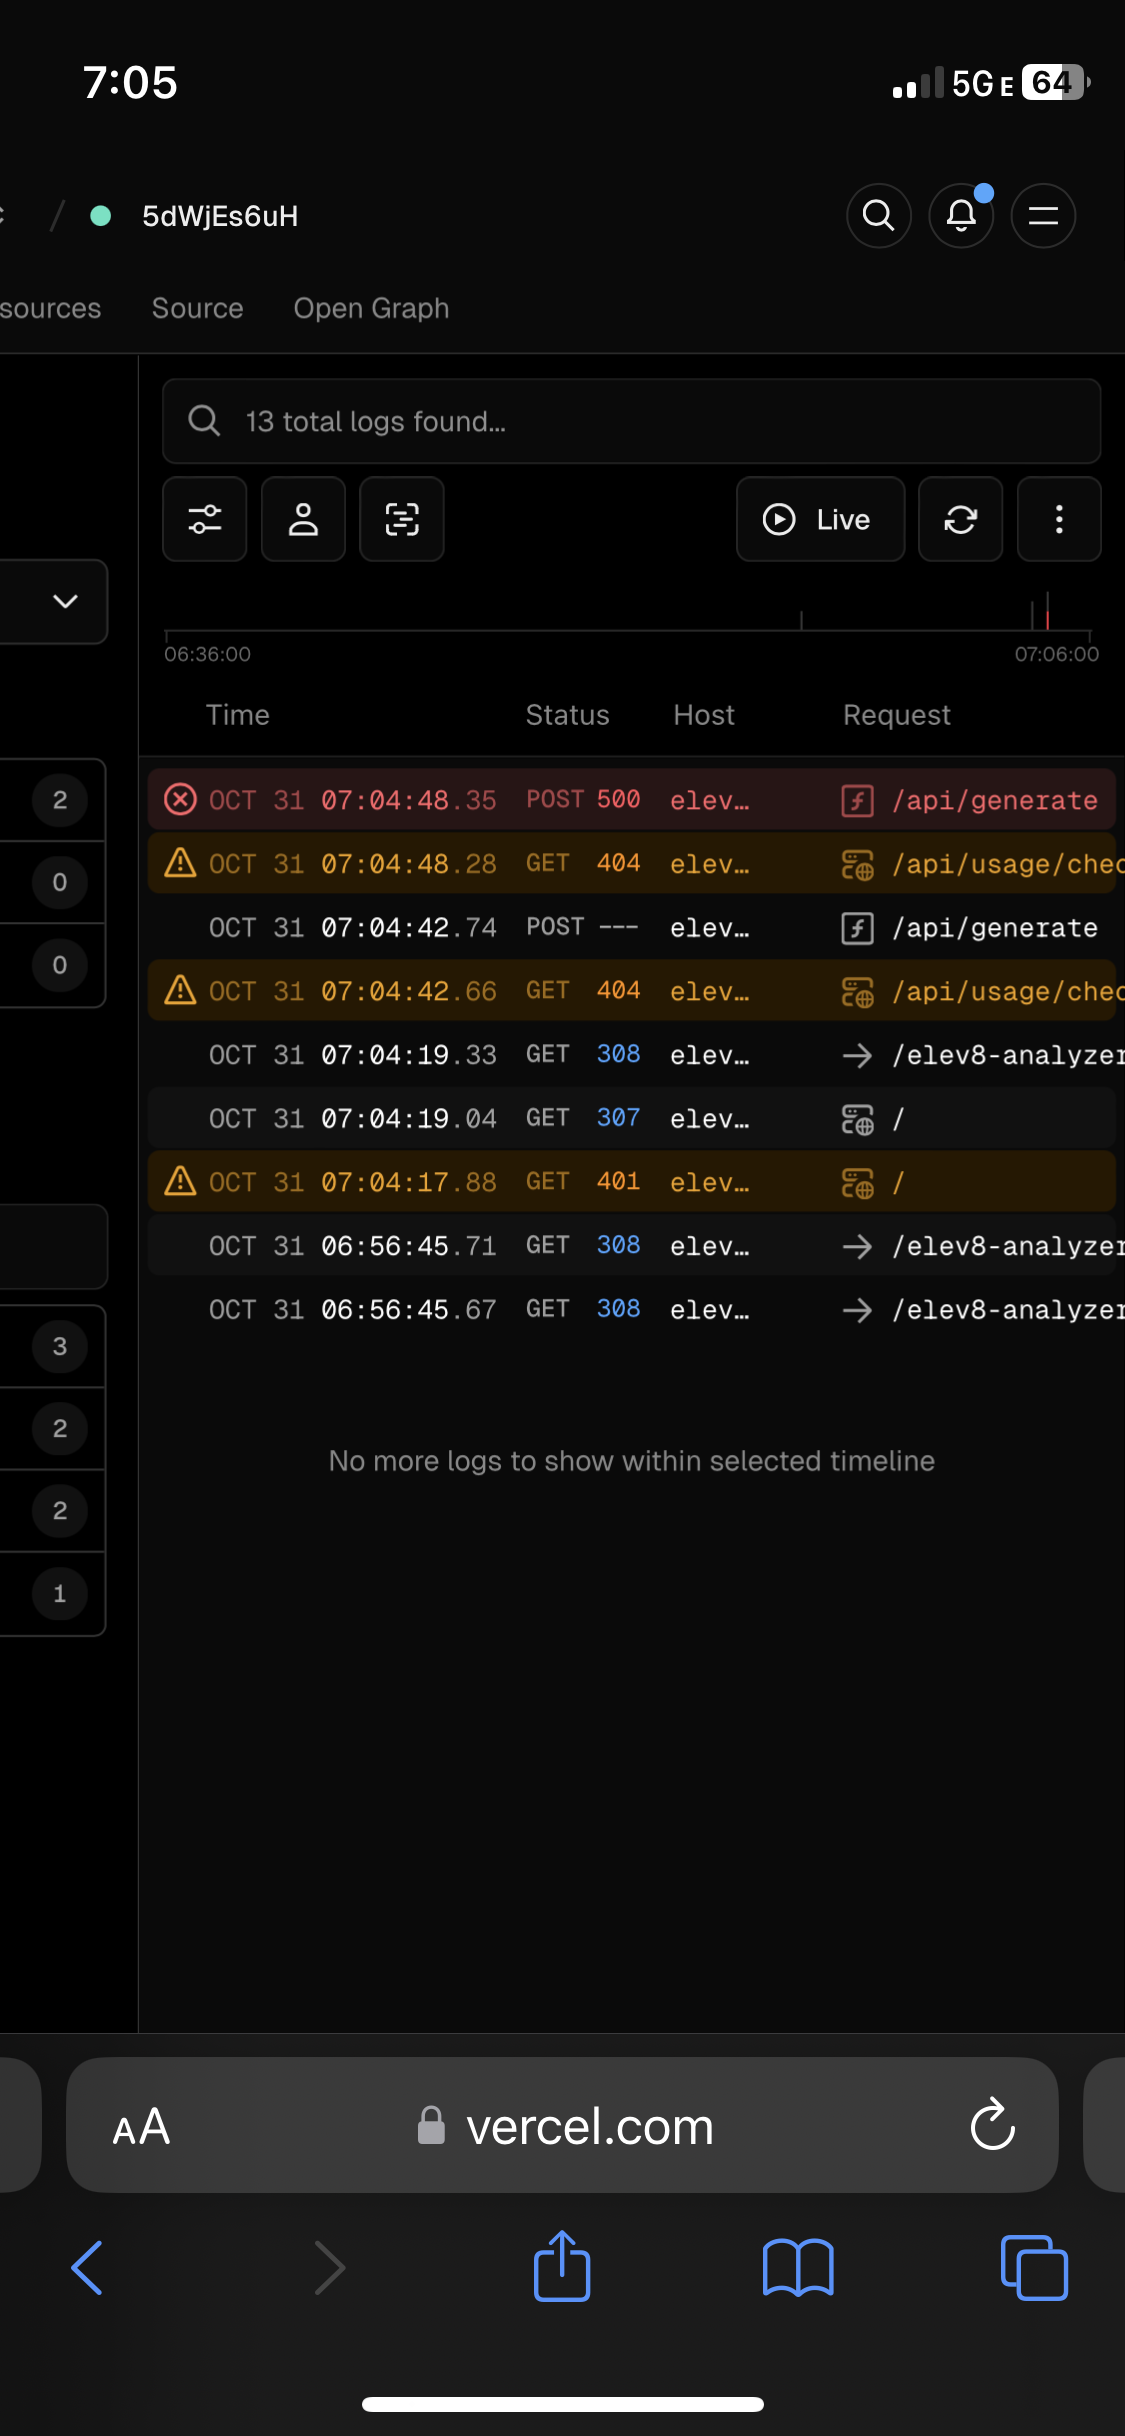 7:05
5G E 64
/ 5dWjEs6uH
sources Source Open Graph
13 total logs found...
Live
06:36:00 07:06:00
Time Status Host Request
2
0
0
3
2
2
1
OCT 31 07:04:48.35 POST 500 elev... /api/generate
OCT 31 07:04:48.28 GET 404 elev... /api/usage/chec
OCT 31 07:04:42.74 POST --- elev... /api/generate
OCT 31 07:04:42.66 GET 404 elev... /api/usage/chec
OCT 31 07:04:19.33 GET 308 elev... /elev8-analyzer
OCT 31 07:04:19.04 GET 307 elev... /
OCT 31 07:04:17.88 GET 401 elev... /
OCT 31 06:56:45.71 GET 308 elev... /elev8-analyzer
OCT 31 06:56:45.67 GET 308 elev... /elev8-analyzer
No more logs to show within selected timeline
AA vercel.com